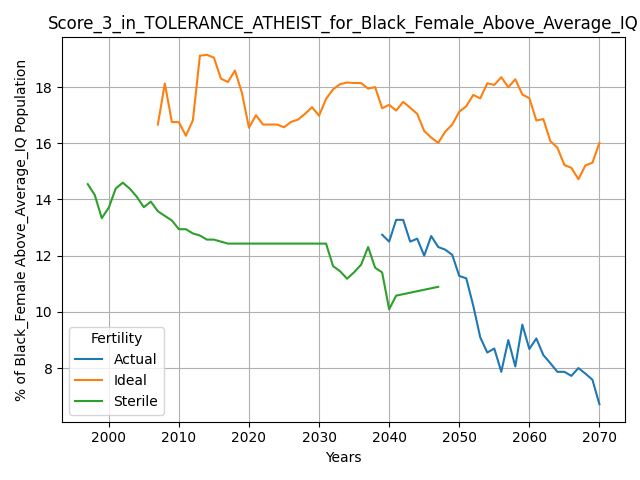 Score_3_in_TOLERANCE_ATHEIST_for_Black_Female_Above_Average_IQ
% of Black_Female Above_Average_IQ Population
18
16
14
12
10
8
Fertility
Actual
Ideal
Sterile
2000 2010 2020 2030 2040 2050 2060 2070
Years